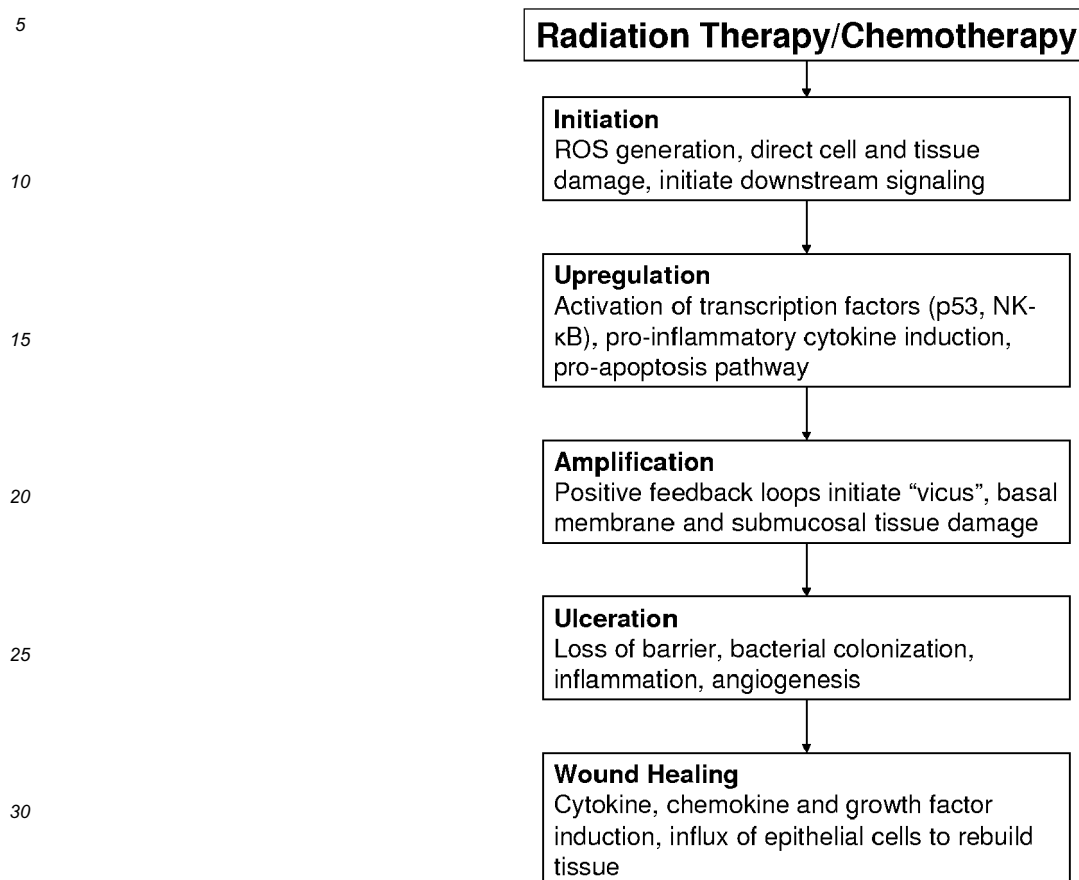 5
Radiation Therapy/Chemotherapy
Initiation
ROS generation, direct cell and tissue
damage, initiate downstream signaling
10
Upregulation
Activation of transcription factors (p53, NK-
κB), pro-inflammatory cytokine induction,
pro-apoptosis pathway
15
Amplification
Positive feedback loops initiate “vicus”, basal
membrane and submucosal tissue damage
20
Ulceration
Loss of barrier, bacterial colonization,
inflammation, angiogenesis
25
Wound Healing
Cytokine, chemokine and growth factor
induction, influx of epithelial cells to rebuild
tissue
30